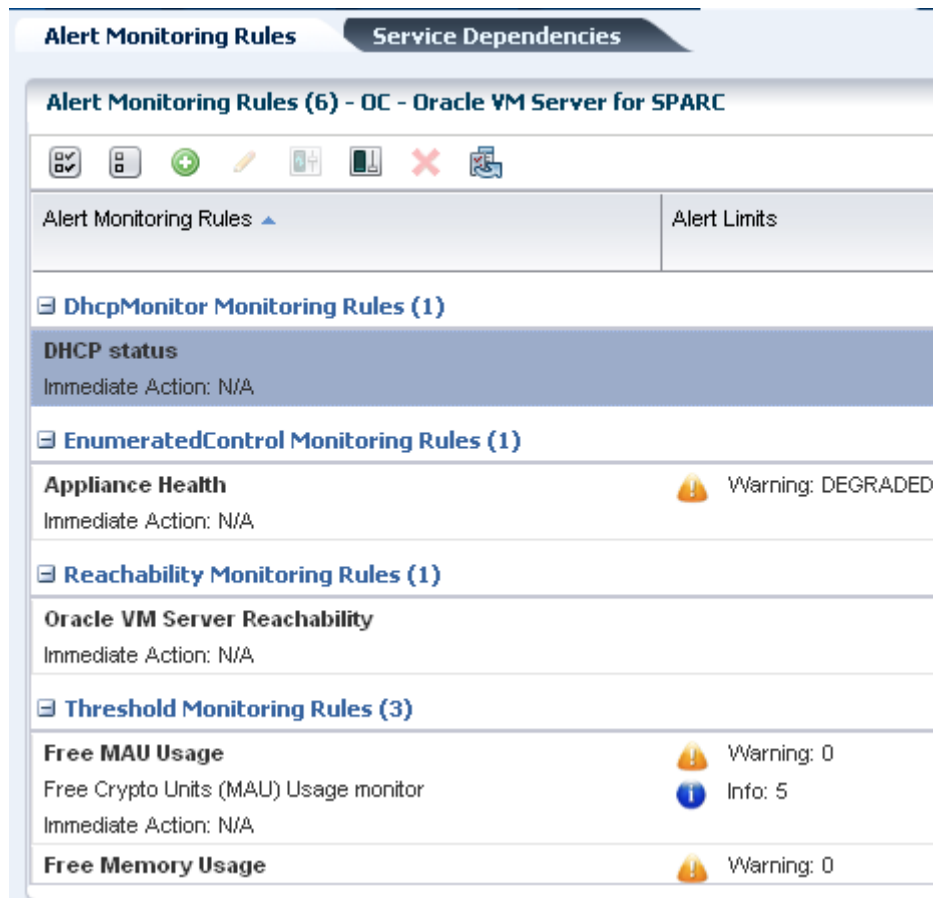 Alert Monitoring Rules Service Dependencies
Alert Monitoring Rules (6) - OC - Oracle VM Server for SPARC
Alert Monitoring Rules Alert Limits
DhcpMonitor Monitoring Rules (1)
DHCP status
Immediate Action: N/A
EnumeratedControl Monitoring Rules (1)
Appliance Health Warning: DEGRADED
Immediate Action: N/A
Reachability Monitoring Rules (1)
Oracle VM Server Reachability
Immediate Action: N/A
Threshold Monitoring Rules (3)
Free MAU Usage Warning: 0
Free Crypto Units (MAU) Usage monitor Info: 5
Immediate Action: N/A
Free Memory Usage Warning: 0